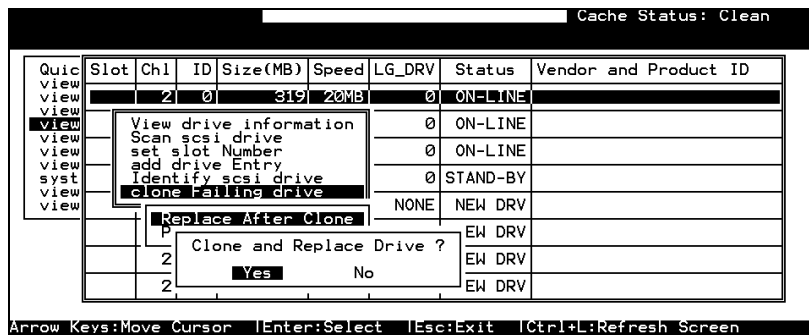 Cache Status: Clean
Quic Slot Chl ID Size(MB) Speed LG_DRV Status Vendor and Product ID
view
view 2 0 319 20MB 0 ON-LINE
view
view View drive information 0 ON-LINE
view Scan scsi drive
view set slot Number 0 ON-LINE
view add drive Entry
syst Identify scsi drive 0 STAND-BY
view clone Failing drive
view NONE NEW DRV
Replace After Clone
P EW DRV
Clone and Replace Drive ?
2 EW DRV
Yes No
2 EW DRV
Arrow Keys:Move Cursor |Enter:Select |Esc:Exit |Ctrl+L:Refresh Screen